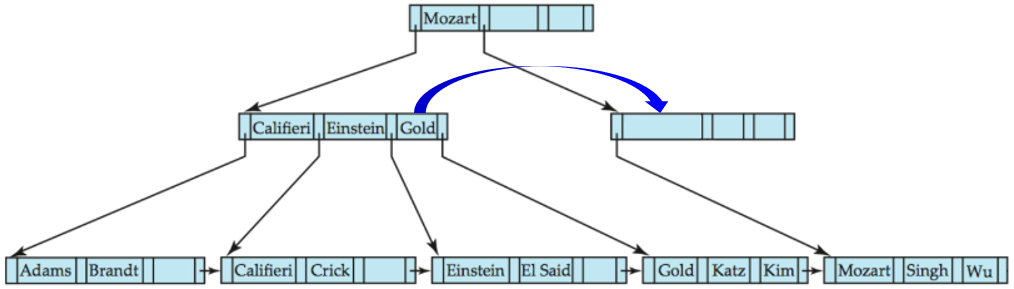 Mozart
Califieri Einstein Gold
Adams Brandt Califieri Crick Einstein El Said Gold Katz Kim Mozart Singh Wu